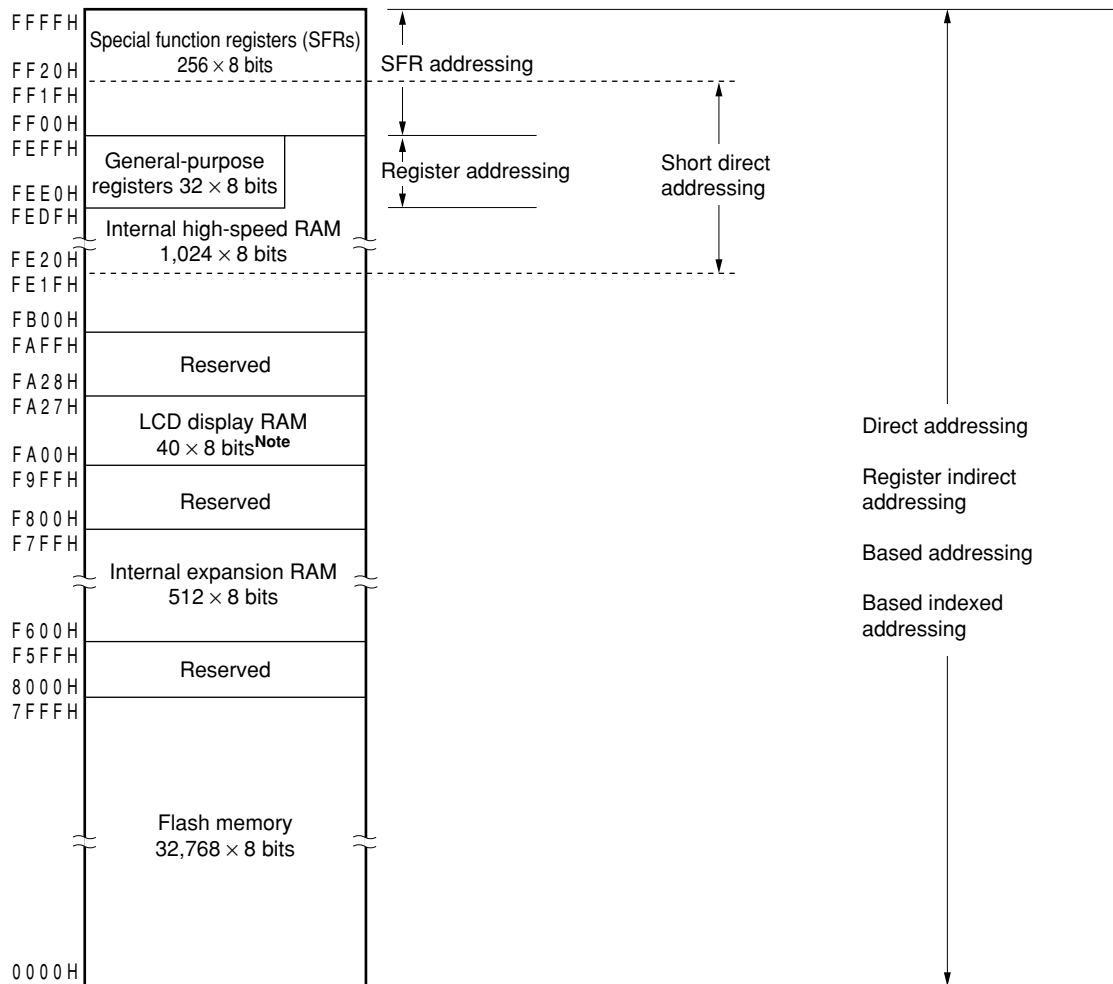 FFFFH
Special function registers (SFRs)
256 × 8 bits
SFR addressing
FF20H
FF1FH
FF00H
FEFFH
General-purpose
registers 32 × 8 bits
Register addressing
Short direct
addressing
FEE0H
FEDFH
Internal high-speed RAM
1,024 × 8 bits
FE20H
FE1FH
FB00H
FAFFH
Reserved
FA28H
FA27H
LCD display RAM
40 × 8 bitsNote
FA00H
F9FFH
Reserved
F800H
F7FFH
Internal expansion RAM
512 × 8 bits
F600H
F5FFH
Reserved
8000H
7FFFH
Flash memory
32,768 × 8 bits
0000H
Direct addressing
Register indirect
addressing
Based addressing
Based indexed
addressing